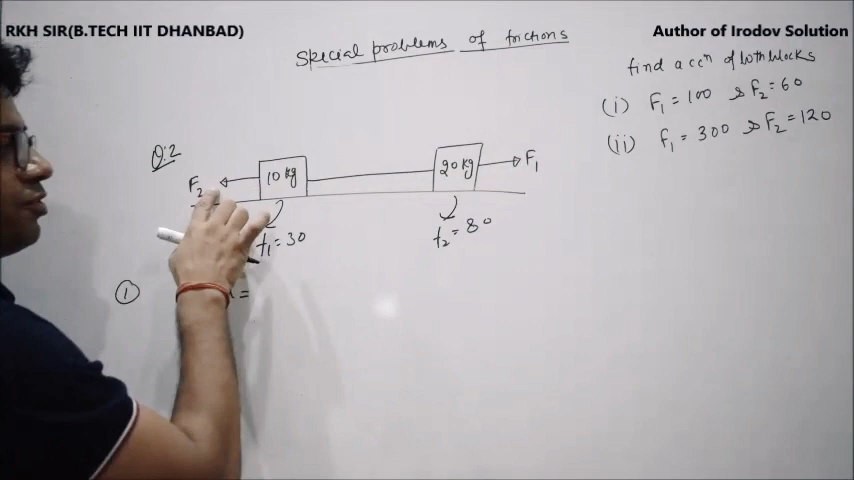 RKH SIR(B.TECH IIT DHANBAD)
Author of Irodov Solution
Special problems of frictions
find accⁿ of both blocks
(i) F₁ = 100 & F₂ = 60
(ii) f₁ = 300 & F₂ = 120
Q:2
F₂ 10 kg 20 kg F₁
f₁ = 30
f₂ = 80
① =